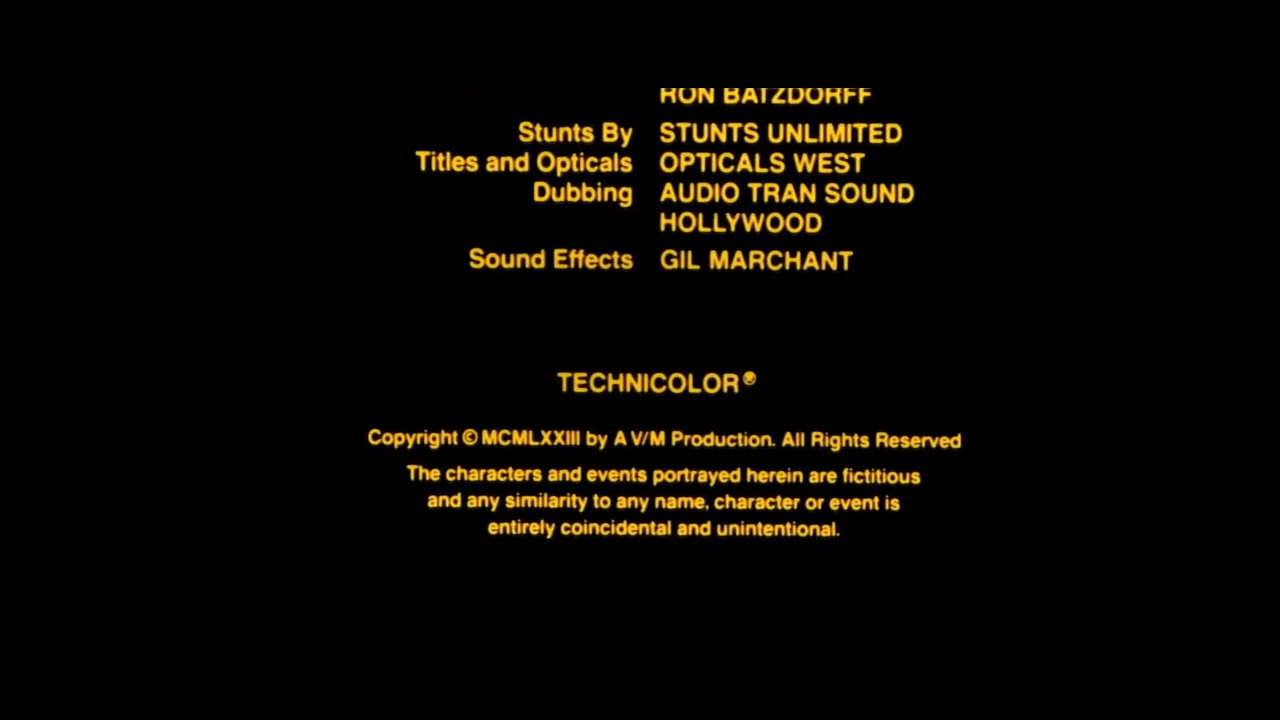 RON BATZDORFF
Stunts By STUNTS UNLIMITED
Titles and Opticals OPTICALS WEST
Dubbing AUDIO TRAN SOUND
HOLLYWOOD
Sound Effects GIL MARCHANT
TECHNICOLOR®
Copyright © MCMLXXIII by A V/M Production. All Rights Reserved
The characters and events portrayed herein are fictitious
and any similarity to any name, character or event is
entirely coincidental and unintentional.